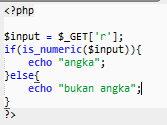 <?php
$input = $_GET['r'];
if(is_numeric($input)){
echo "angka";
}else{
echo "bukan angka";
}
?>